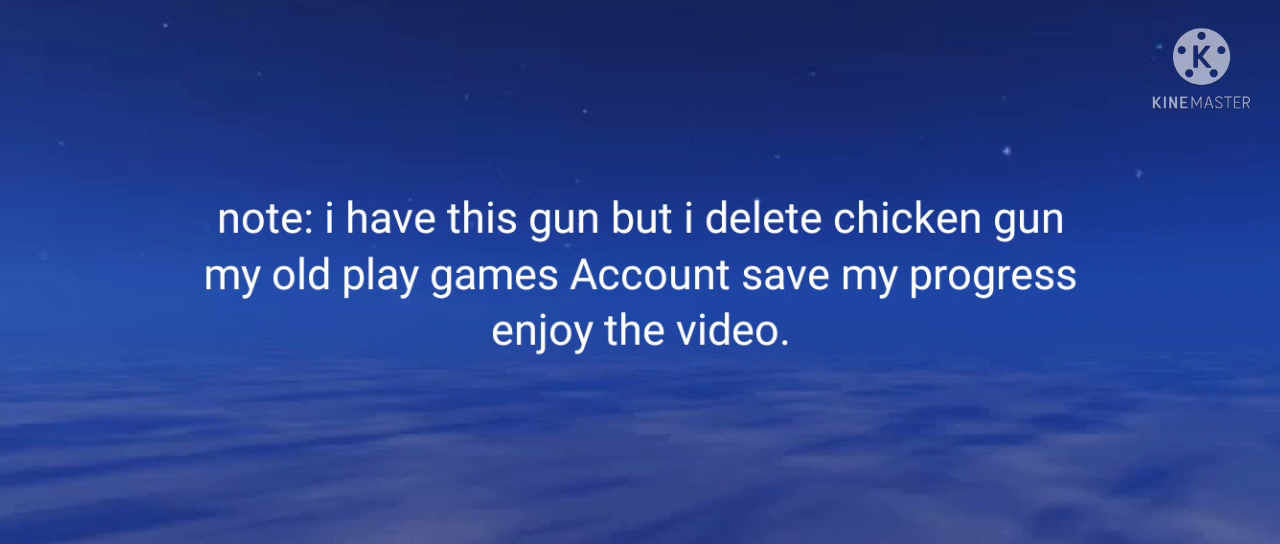 K
KINEMASTER
note: i have this gun but i delete chicken gun
my old play games Account save my progress
enjoy the video.